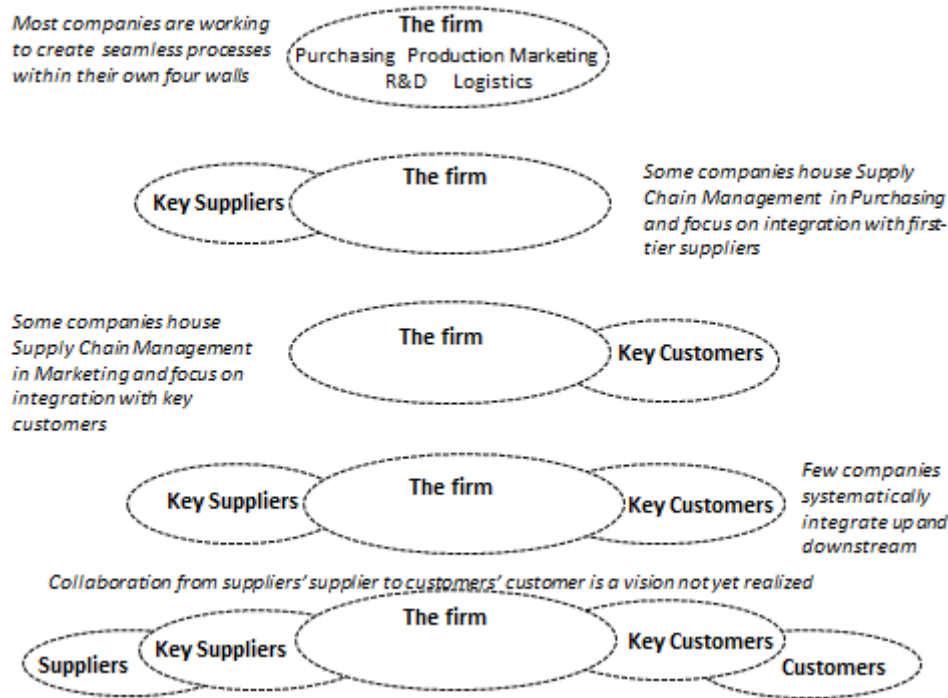 Most companies are working
to create seamless processes
within their own four walls
The firm
Purchasing Production Marketing
R&D Logistics
Key Suppliers
The firm
Some companies house Supply
Chain Management in Purchasing
and focus on integration with first-
tier suppliers
Some companies house
Supply Chain Management
in Marketing and focus on
integration with key
customers
The firm
Key Customers
Key Suppliers
The firm
Key Customers
Few companies
systematically
integrate up and
downstream
Collaboration from suppliers' supplier to customers' customer is a vision not yet realized
Suppliers
Key Suppliers
The firm
Key Customers
Customers